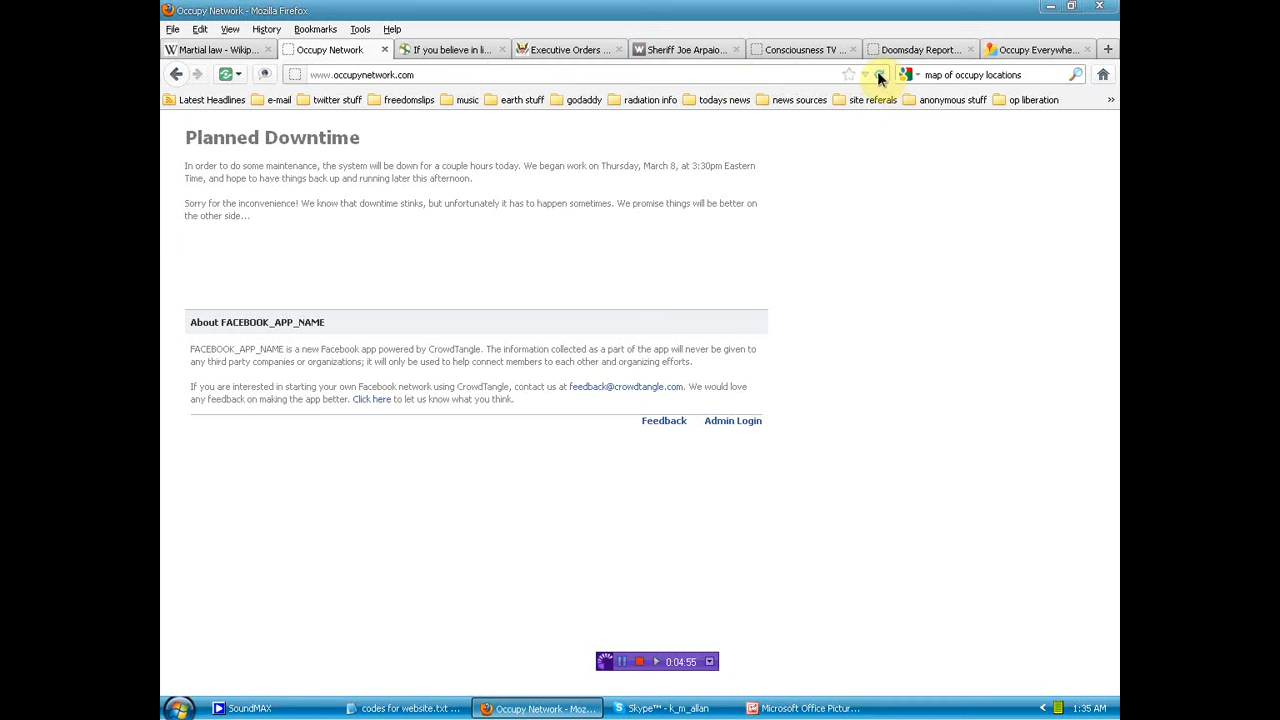 Occupy Network - Mozilla Firefox
File Edit View History Bookmarks Tools Help
Martial law - Wikip... Occupy Network If you believe in li... Executive Orders ... Sheriff Joe Arpaio... Consciousness TV ... Doomsday Report... Occupy Everywhe...
www.occupynetwork.com map of occupy locations
Latest Headlines e-mail twitter stuff freedomslips music earth stuff godaddy radiation info todays news news sources site referals anonymous stuff op liberation
Planned Downtime
In order to do some maintenance, the system will be down for a couple hours today. We began work on Thursday, March 8, at 3:30pm Eastern
Time, and hope to have things back up and running later this afternoon.
Sorry for the inconvenience! We know that downtime stinks, but unfortunately it has to happen sometimes. We promise things will be better on
the other side...
About FACEBOOK_APP_NAME
FACEBOOK_APP_NAME is a new Facebook app powered by CrowdTangle. The information collected as a part of the app will never be given to
any third party companies or organizations; it will only be used to help connect members to each other and organizing efforts.
If you are interested in starting your own Facebook network using CrowdTangle, contact us at feedback@crowdtangle.com. We would love
any feedback on making the app better. Click here to let us know what you think.
Feedback Admin Login
0:04:55
SoundMAX codes for website.txt ... Occupy Network - Moz... Skype™ - k_m_allan Microsoft Office Pictur... 1:35 AM